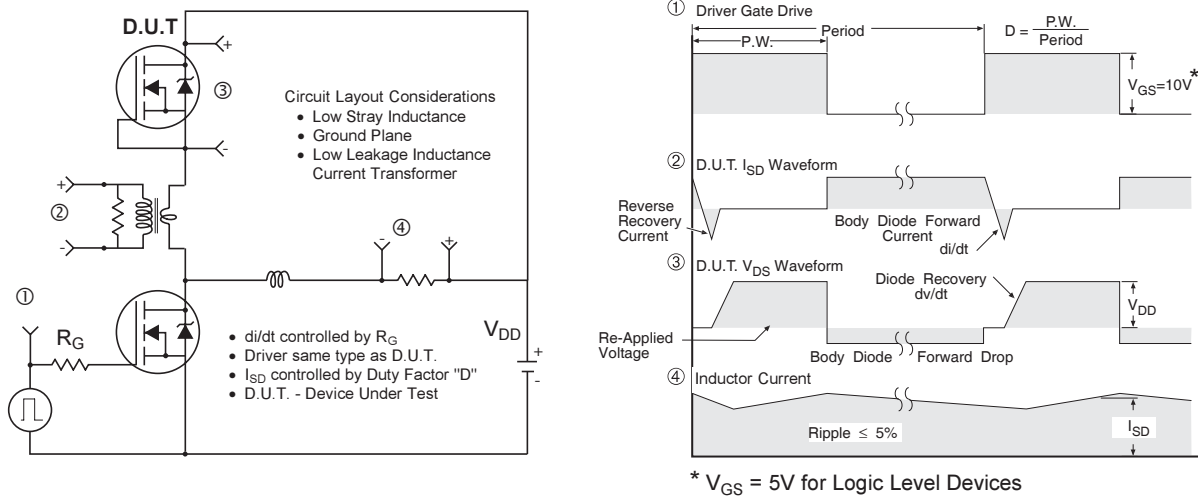 D.U.T
+
③
-
Circuit Layout Considerations
• Low Stray Inductance
• Ground Plane
• Low Leakage Inductance
Current Transformer
+
②
-
④
-
+
①
R_G
• di/dt controlled by R_G
• Driver same type as D.U.T.
• I_SD controlled by Duty Factor "D"
• D.U.T. - Device Under Test
V_DD
+
-
① Driver Gate Drive
P.W.
Period
D = P.W.
Period
V_GS=10V*
② D.U.T. I_SD Waveform
Reverse
Recovery
Current
Body Diode Forward
Current
di/dt
③ D.U.T. V_DS Waveform
Diode Recovery
dv/dt
V_DD
Re-Applied
Voltage
Body Diode Forward Drop
④ Inductor Current
Ripple ≤ 5%
I_SD
* V_GS = 5V for Logic Level Devices